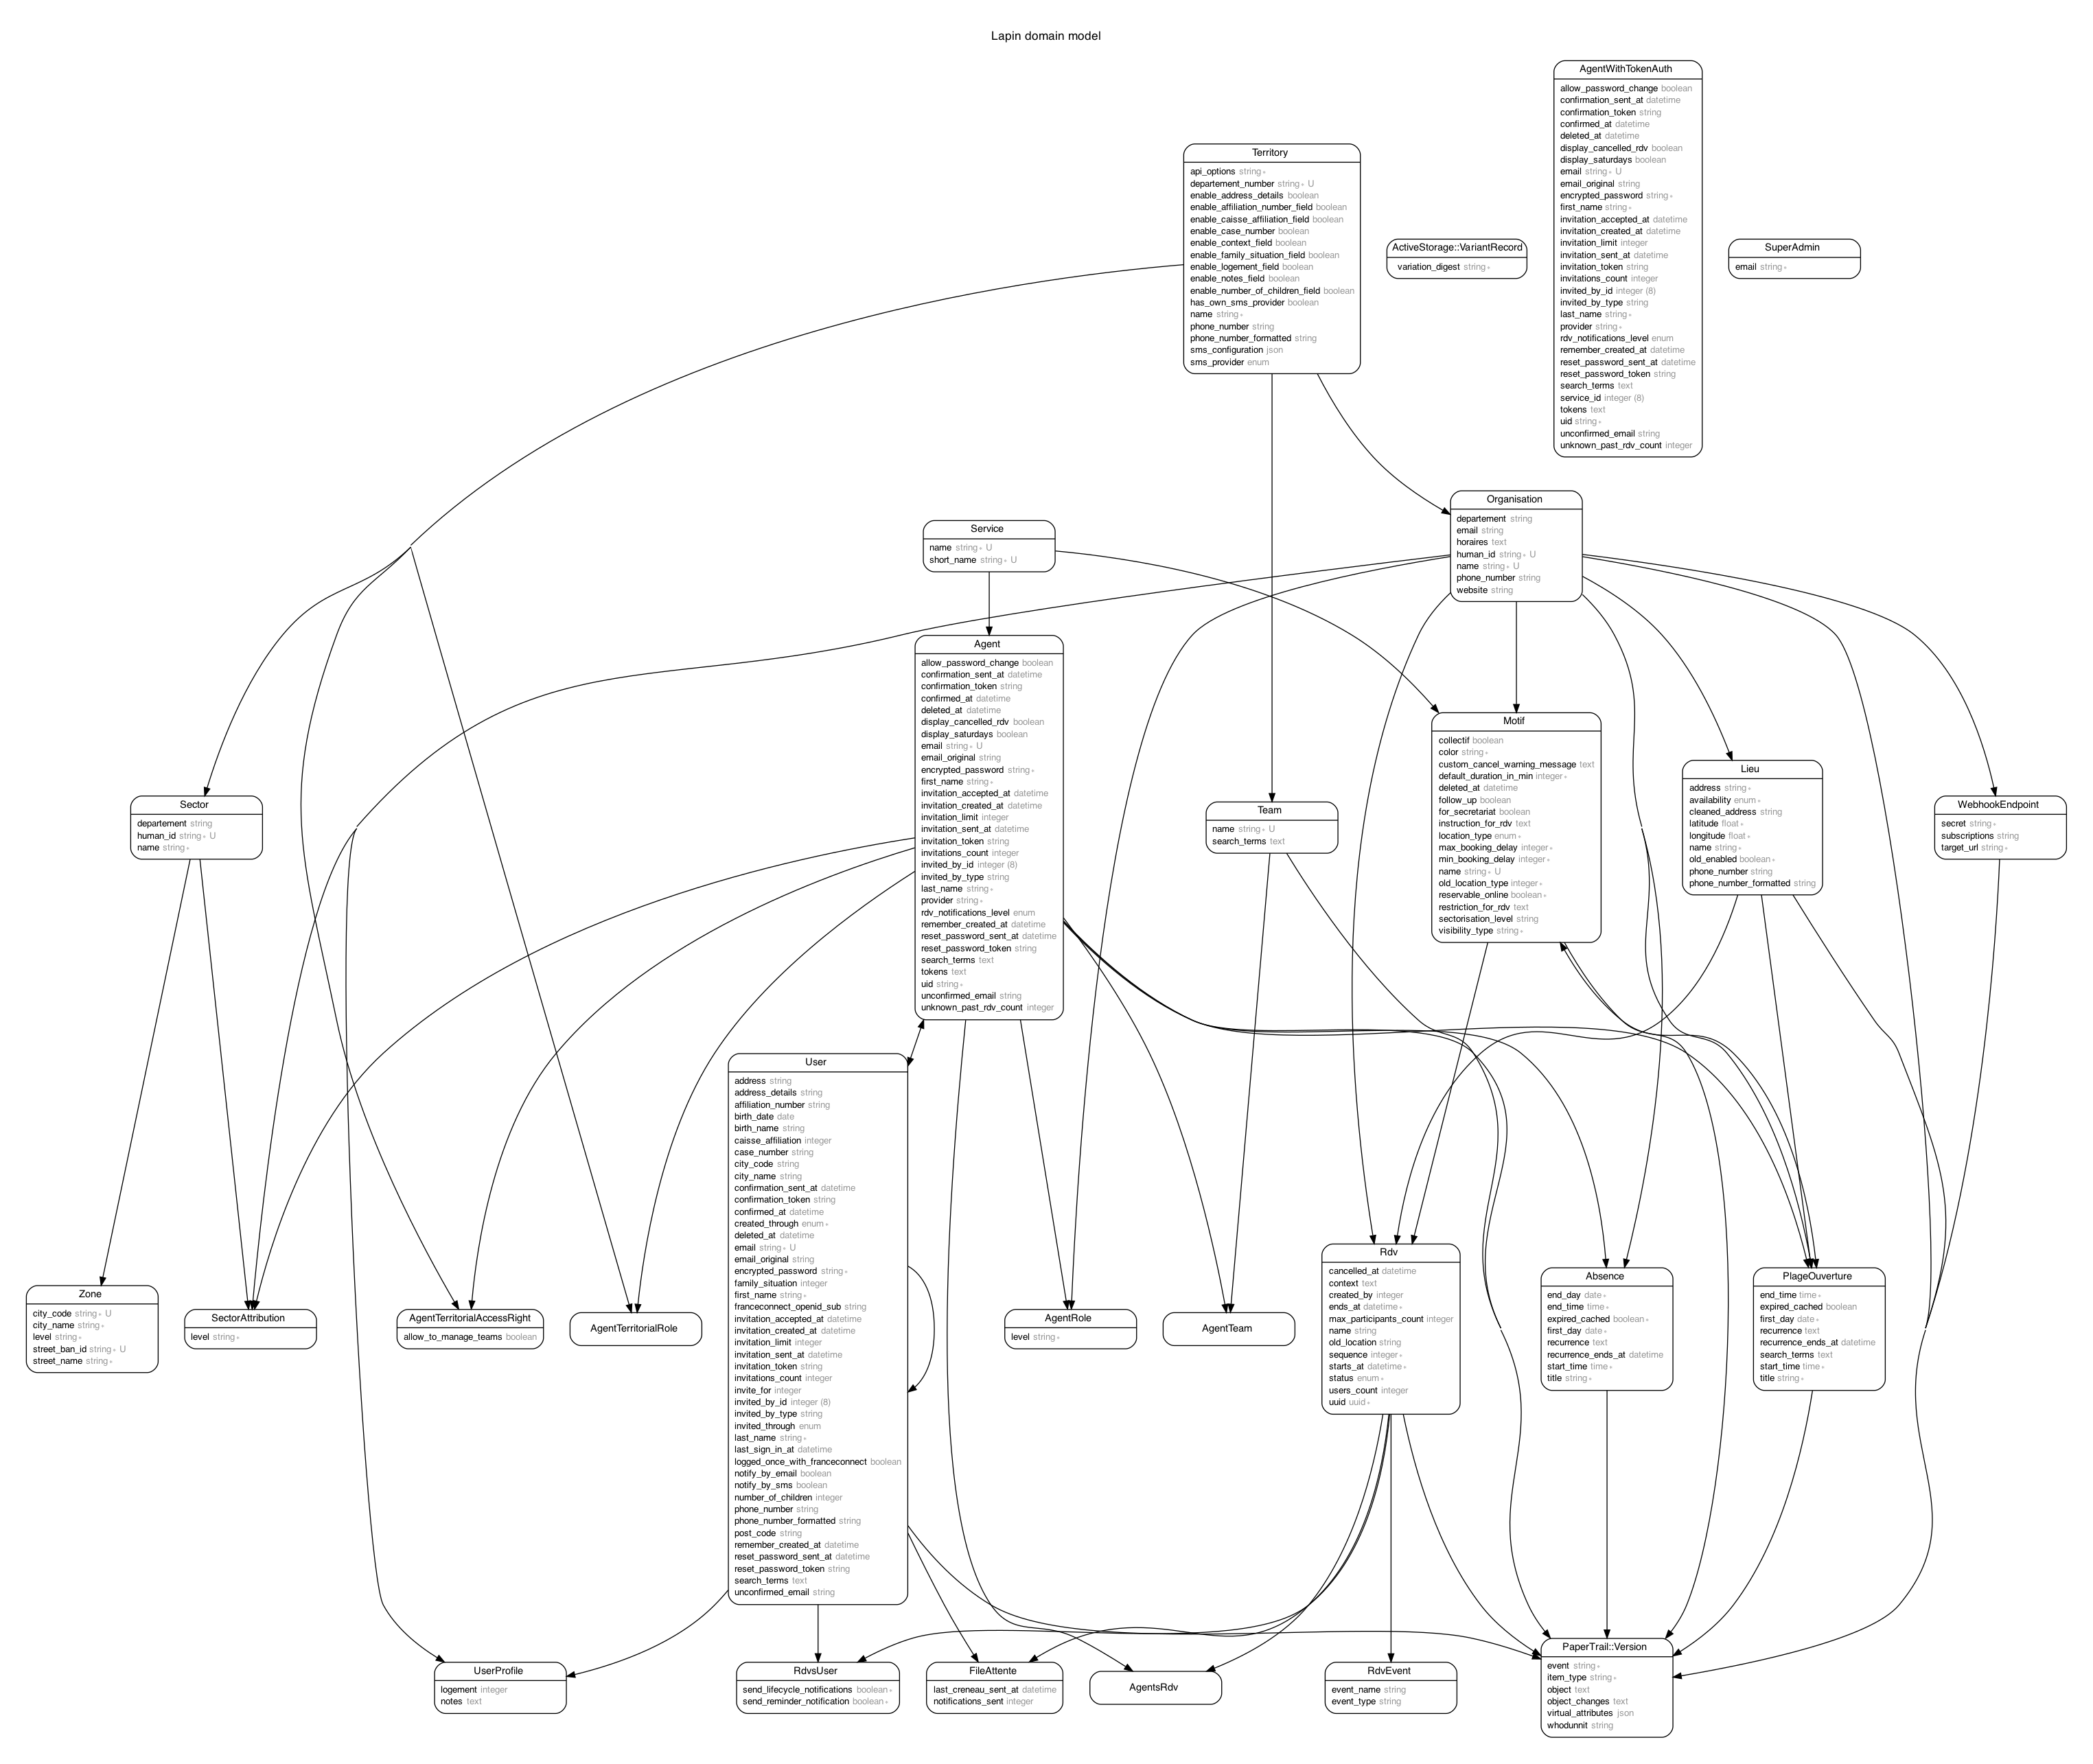 Lapin domain model
AgentWithTokenAuth
allow_password_change boolean
confirmation_sent_at datetime
confirmation_token string
confirmed_at datetime
deleted_at datetime
display_cancelled_rdv boolean
display_saturdays boolean
email string∗ U
email_original string
encrypted_password string∗
first_name string∗
invitation_accepted_at datetime
invitation_created_at datetime
invitation_limit integer
invitation_sent_at datetime
invitation_token string
invitations_count integer
invited_by_id integer (8)
invited_by_type string
last_name string∗
provider string∗
rdv_notifications_level enum
remember_created_at datetime
reset_password_sent_at datetime
reset_password_token string
search_terms text
service_id integer (8)
tokens text
uid string∗
unconfirmed_email string
unknown_past_rdv_count integer
Territory
api_options string∗
departement_number string∗ U
enable_address_details boolean
enable_affiliation_number_field boolean
enable_caisse_affiliation_field boolean
enable_case_number boolean
enable_context_field boolean
enable_family_situation_field boolean
enable_logement_field boolean
enable_notes_field boolean
enable_number_of_children_field boolean
has_own_sms_provider boolean
name string∗
phone_number string
phone_number_formatted string
sms_configuration json
sms_provider enum
ActiveStorage::VariantRecord
variation_digest string∗
SuperAdmin
email string∗
Organisation
departement string
email string
horaires text
human_id string∗ U
name string∗ U
phone_number string
website string
Service
name string∗ U
short_name string∗ U
Agent
allow_password_change boolean
confirmation_sent_at datetime
confirmation_token string
confirmed_at datetime
deleted_at datetime
display_cancelled_rdv boolean
display_saturdays boolean
email string∗ U
email_original string
encrypted_password string∗
first_name string∗
invitation_accepted_at datetime
invitation_created_at datetime
invitation_limit integer
invitation_sent_at datetime
invitation_token string
invitations_count integer
invited_by_id integer (8)
invited_by_type string
last_name string∗
provider string∗
rdv_notifications_level enum
remember_created_at datetime
reset_password_sent_at datetime
reset_password_token string
search_terms text
tokens text
uid string∗
unconfirmed_email string
unknown_past_rdv_count integer
Motif
collectif boolean
color string∗
custom_cancel_warning_message text
default_duration_in_min integer∗
deleted_at datetime
follow_up boolean
for_secretariat boolean
instruction_for_rdv text
location_type enum∗
max_booking_delay integer∗
min_booking_delay integer∗
name string∗ U
old_location_type integer∗
reservable_online boolean∗
restriction_for_rdv text
sectorisation_level string
visibility_type string∗
Lieu
address string∗
availability enum∗
cleaned_address string
latitude float∗
longitude float∗
name string∗
old_enabled boolean∗
phone_number string
phone_number_formatted string
Sector
departement string
human_id string∗ U
name string∗
Team
name string∗ U
search_terms text
WebhookEndpoint
secret string∗
subscriptions string
target_url string∗
User
address string
address_details string
affiliation_number string
birth_date date
birth_name string
caisse_affiliation integer
case_number string
city_code string
city_name string
confirmation_sent_at datetime
confirmation_token string
confirmed_at datetime
created_through enum∗
deleted_at datetime
email string∗ U
email_original string
encrypted_password string∗
family_situation integer
first_name string∗
franceconnect_openid_sub string
invitation_accepted_at datetime
invitation_created_at datetime
invitation_limit integer
invitation_sent_at datetime
invitation_token string
invitations_count integer
invite_for integer
invited_by_id integer (8)
invited_by_type string
invited_through enum
last_name string∗
last_sign_in_at datetime
logged_once_with_franceconnect boolean
notify_by_email boolean
notify_by_sms boolean
number_of_children integer
phone_number string
phone_number_formatted string
post_code string
remember_created_at datetime
reset_password_sent_at datetime
reset_password_token string
search_terms text
unconfirmed_email string
Zone
city_code string∗ U
city_name string∗
level string∗
street_ban_id string∗ U
street_name string∗
SectorAttribution
level string∗
AgentTerritorialAccessRight
allow_to_manage_teams boolean
AgentTerritorialRole
AgentRole
level string∗
AgentTeam
Rdv
cancelled_at datetime
context text
created_by integer
ends_at datetime∗
max_participants_count integer
name string
old_location string
sequence integer∗
starts_at datetime∗
status enum∗
users_count integer
uuid uuid∗
Absence
end_day date∗
end_time time∗
expired_cached boolean∗
first_day date∗
recurrence text
recurrence_ends_at datetime
start_time time∗
title string∗
PlageOuverture
end_time time∗
expired_cached boolean
first_day date∗
recurrence text
recurrence_ends_at datetime
search_terms text
start_time time∗
title string∗
UserProfile
logement integer
notes text
RdvsUser
send_lifecycle_notifications boolean∗
send_reminder_notification boolean∗
FileAttente
last_creneau_sent_at datetime
notifications_sent integer
AgentsRdv
RdvEvent
event_name string
event_type string
PaperTrail::Version
event string∗
item_type string∗
object text
object_changes text
virtual_attributes json
whodunnit string